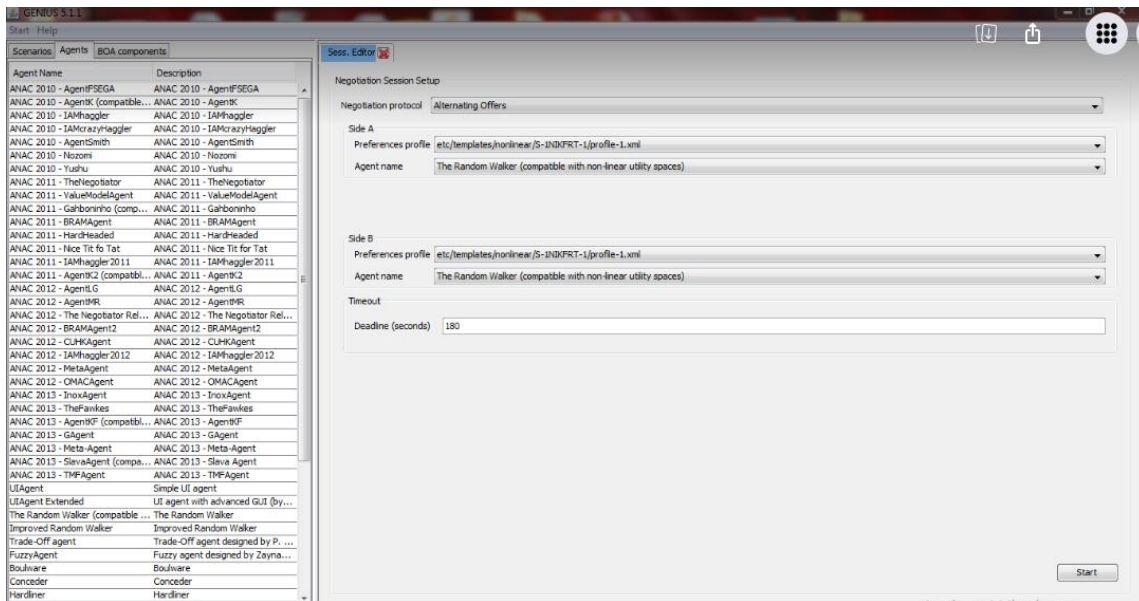 GENIUS 5.1.1
Start Help
Scenarios Agents BOA components
Agent Name Description
ANAC 2010 - AgentFSEGA ANAC 2010 - AgentFSEGA
ANAC 2010 - AgentK (compatible... ANAC 2010 - AgentK
ANAC 2010 - IAMhaggler ANAC 2010 - IAMhaggler
ANAC 2010 - IAMcrazyHaggler ANAC 2010 - IAMcrazyHaggler
ANAC 2010 - AgentSmith ANAC 2010 - AgentSmith
ANAC 2010 - Nozomi ANAC 2010 - Nozomi
ANAC 2010 - Yushu ANAC 2010 - Yushu
ANAC 2011 - TheNegotiator ANAC 2011 - TheNegotiator
ANAC 2011 - ValueModelAgent ANAC 2011 - ValueModelAgent
ANAC 2011 - Gahboninho (comp... ANAC 2011 - Gahboninho
ANAC 2011 - BRAMAgent ANAC 2011 - BRAMAgent
ANAC 2011 - HardHeaded ANAC 2011 - HardHeaded
ANAC 2011 - Nice Tit fo Tat ANAC 2011 - Nice Tit for Tat
ANAC 2011 - IAMhaggler2011 ANAC 2011 - IAMhaggler2011
ANAC 2011 - AgentK2 (compatibl... ANAC 2011 - AgentK2
ANAC 2012 - AgentLG ANAC 2012 - AgentLG
ANAC 2012 - AgentMR ANAC 2012 - AgentMR
ANAC 2012 - The Negotiator Rel... ANAC 2012 - The Negotiator Rel...
ANAC 2012 - BRAMAgent2 ANAC 2012 - BRAMAgent2
ANAC 2012 - CUHKAgent ANAC 2012 - CUHKAgent
ANAC 2012 - IAMhaggler2012 ANAC 2012 - IAMhaggler2012
ANAC 2012 - MetaAgent ANAC 2012 - MetaAgent
ANAC 2012 - OMACAgent ANAC 2012 - OMACAgent
ANAC 2013 - InoxAgent ANAC 2013 - InoxAgent
ANAC 2013 - TheFawkes ANAC 2013 - TheFawkes
ANAC 2013 - AgentKF (compatibl... ANAC 2013 - AgentKF
ANAC 2013 - GAgent ANAC 2013 - GAgent
ANAC 2013 - Meta-Agent ANAC 2013 - Meta-Agent
ANAC 2013 - SlavaAgent (compa... ANAC 2013 - Slava Agent
ANAC 2013 - TMFAgent ANAC 2013 - TMFAgent
UIAgent Simple UI agent
UIAgent Extended UI agent with advanced GUI (by...
The Random Walker (compatible ... The Random Walker
Improved Random Walker Improved Random Walker
Trade-Off agent Trade-Off agent designed by P. ...
FuzzyAgent Fuzzy agent designed by Zayna...
Boulware Boulware
Conceder Conceder
Hardliner Hardliner
Sess. Editor
Negotiation Session Setup
Negotiation protocol Alternating Offers
Side A
Preferences profile etc/templates/nonlinear/S-1NIKFRT-1/profile-1.xml
Agent name The Random Walker (compatible with non-linear utility spaces)
Side B
Preferences profile etc/templates/nonlinear/S-1NIKFRT-1/profile-1.xml
Agent name The Random Walker (compatible with non-linear utility spaces)
Timeout
Deadline (seconds) 180
Start